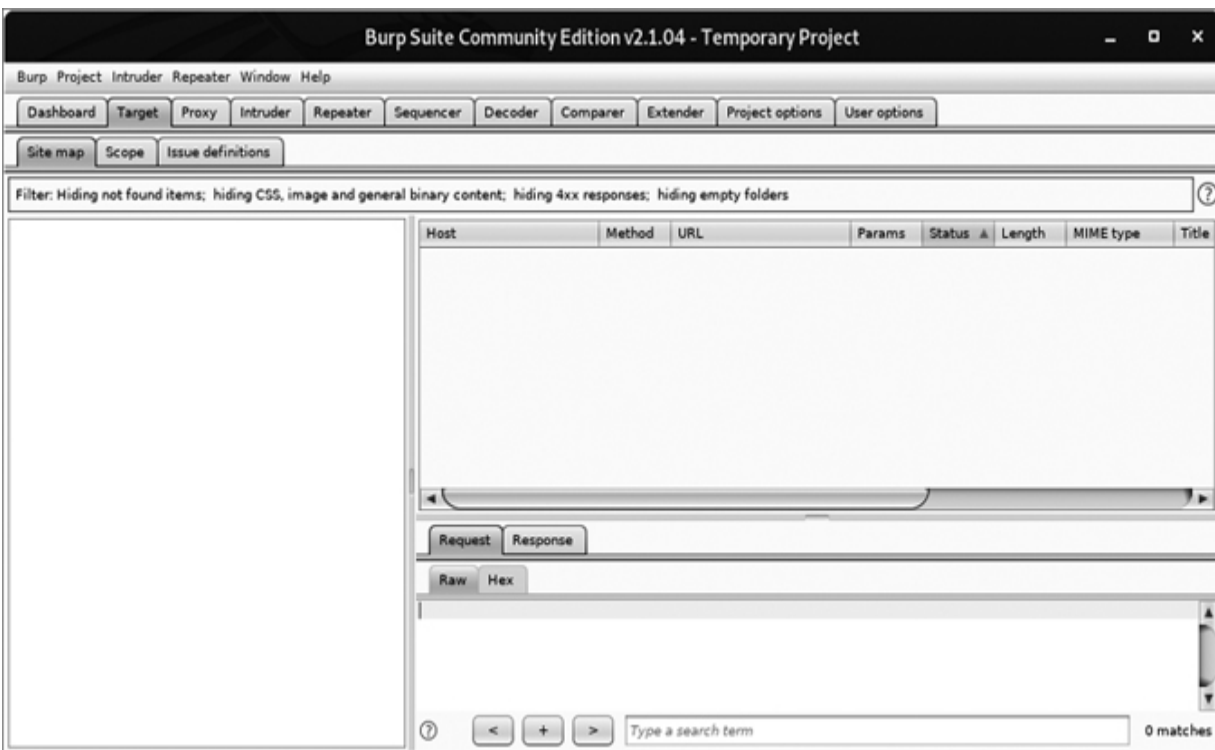 Burp Suite Community Edition v2.1.04 - Temporary Project
Burp Project Intruder Repeater Window Help
Dashboard Target Proxy Intruder Repeater Sequencer Decoder Comparer Extender Project options User options
Site map Scope Issue definitions
Filter: Hiding not found items; hiding CSS, image and general binary content; hiding 4xx responses; hiding empty folders
Host Method URL Params Status Length MIME type Title
Request Response
Raw Hex
Type a search term 0 matches